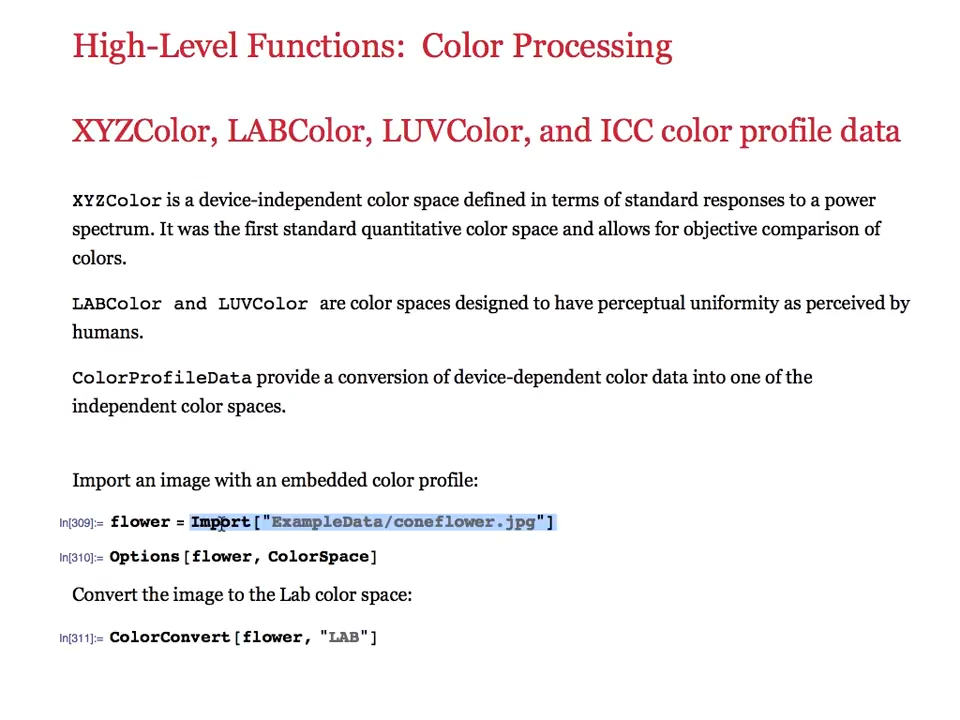 High-Level Functions: Color Processing
XYZColor, LABColor, LUVColor, and ICC color profile data
XYZColor is a device-independent color space defined in terms of standard responses to a power
spectrum. It was the first standard quantitative color space and allows for objective comparison of
colors.
LABColor and LUVColor are color spaces designed to have perceptual uniformity as perceived by
humans.
ColorProfileData provide a conversion of device-dependent color data into one of the
independent color spaces.
Import an image with an embedded color profile:
In[309]:= flower = Import["ExampleData/coneflower.jpg"]
In[310]:= Options[flower, ColorSpace]
Convert the image to the Lab color space:
In[311]:= ColorConvert[flower, "LAB"]